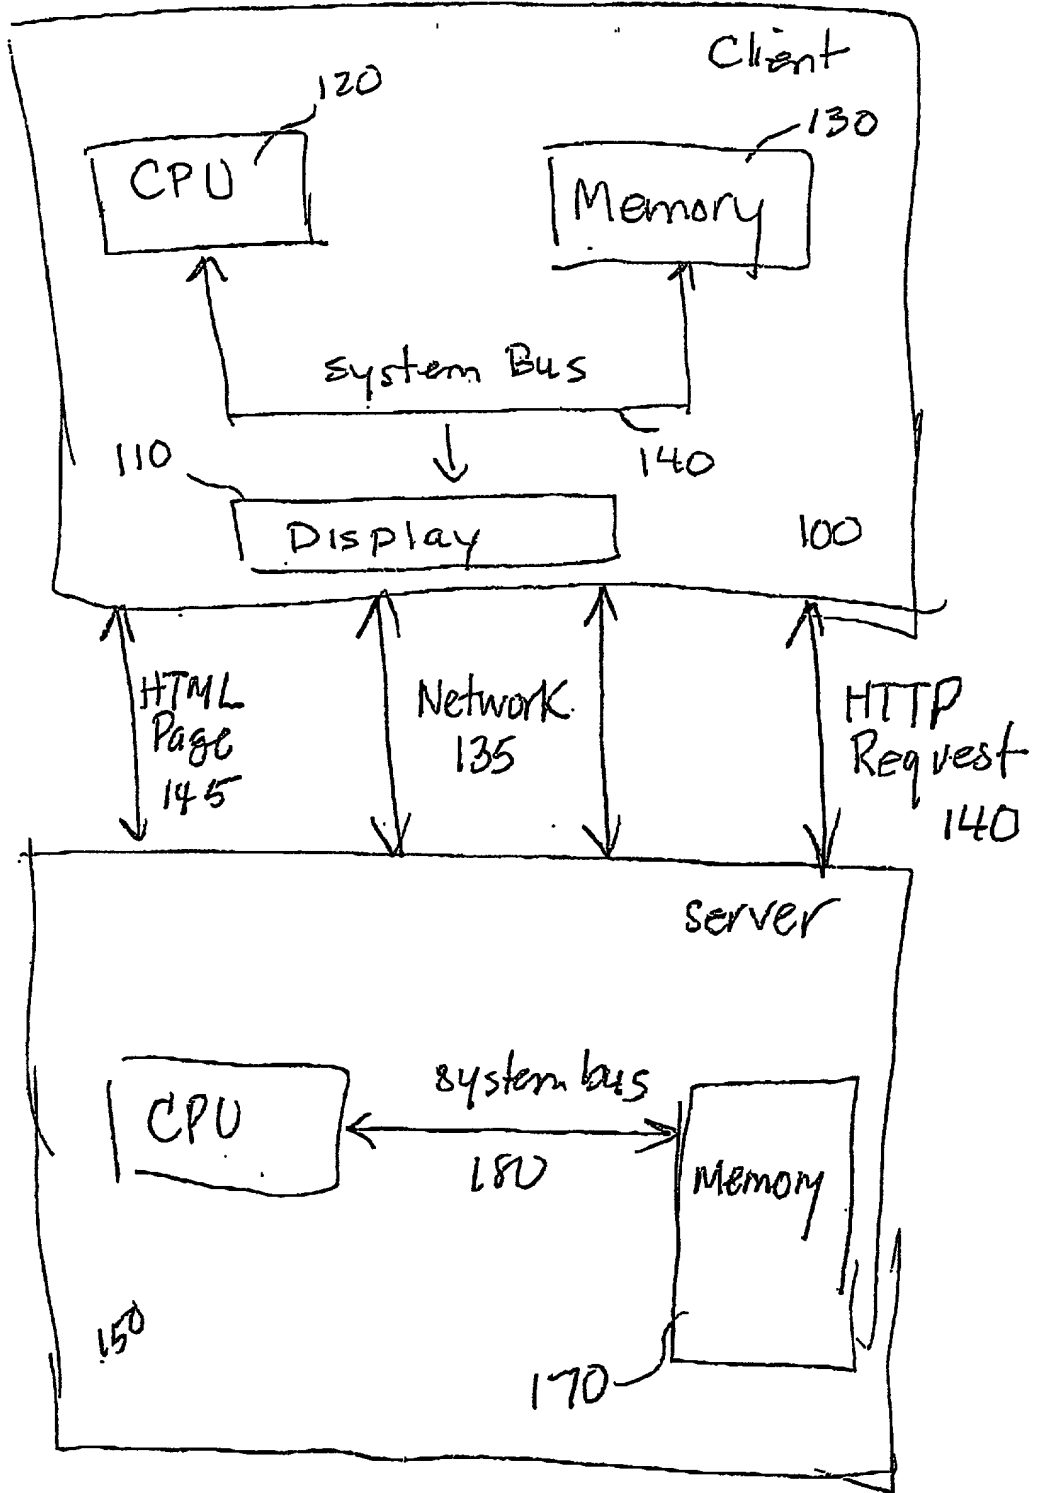 Client
120
130
CPU
Memory
System Bus
110
140
Display
100
HTML
Page
145
Network
135
HTTP
Request
140
Server
system bus
CPU
180
Memory
150
170